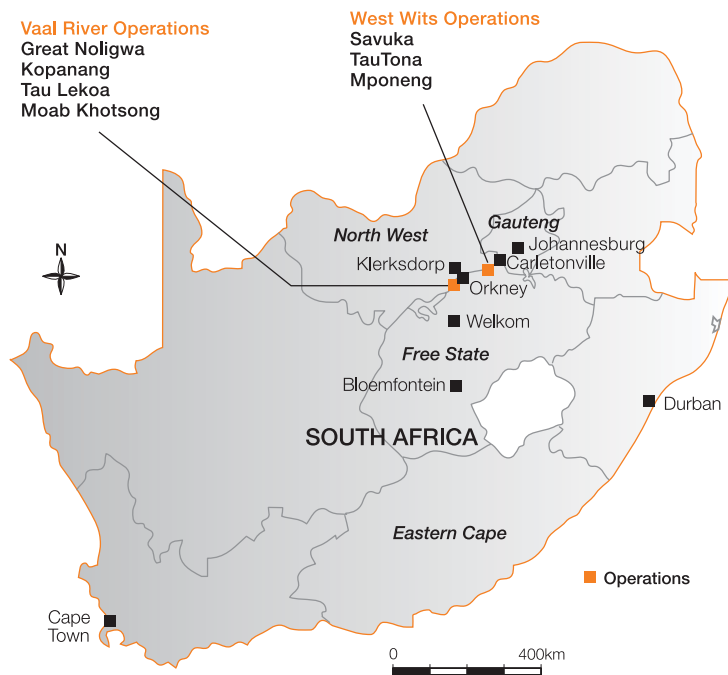 Vaal River Operations
Great Noligwa
Kopanang
Tau Lekoa
Moab Khotsong
West Wits Operations
Savuka
TauTona
Mponeng
N
North West
Gauteng
Johannesburg
Carletonville
Klerksdorp
Orkney
Welkom
Free State
Bloemfontein
Durban
SOUTH AFRICA
Eastern Cape
Operations
Cape
Town
0 400km